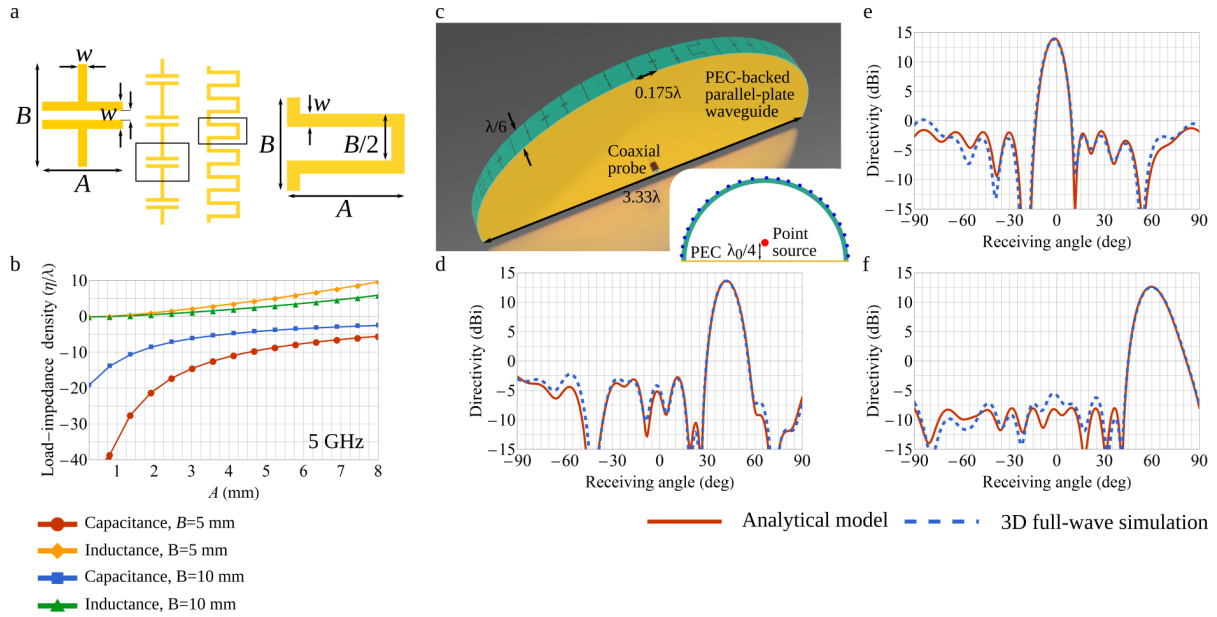 a
w
B
w
A
B
w
B/2
A
b
Load−impedance density (η/λ)
10
0
−10
−20
−30
−40
1
2
3
4
5
6
7
8
5 GHz
A (mm)
Capacitance, B=5 mm
Inductance, B=5 mm
Capacitance, B=10 mm
Inductance, B=10 mm
c
λ/6
0.175λ
PEC-backed
parallel-plate
waveguide
Coaxial
probe
3.33λ
PEC
λ₀/4
Point
source
d
Directivity (dBi)
15
10
5
0
−5
−10
−15
−90
−60
−30
0
30
60
90
Receiving angle (deg)
e
Directivity (dBi)
15
10
5
0
−5
−10
−15
−90
−60
−30
0
30
60
90
Receiving angle (deg)
f
Directivity (dBi)
15
10
5
0
−5
−10
−15
−90
−60
−30
0
30
60
90
Receiving angle (deg)
Analytical model
3D full-wave simulation